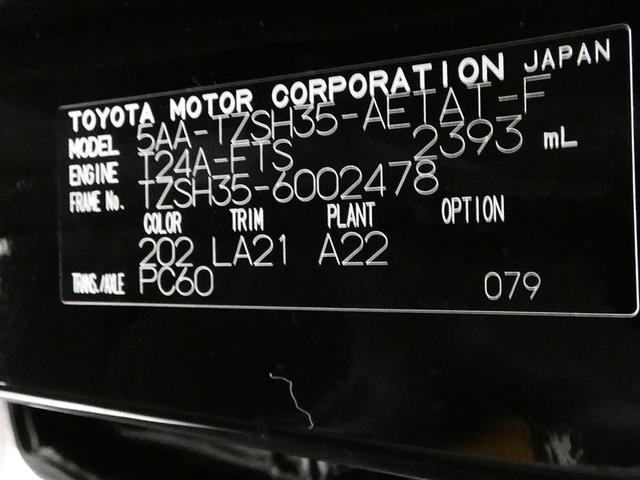 TOYOTA MOTOR CORPORATION JAPAN
MODEL 5AA-TZSH35-AETAT-F
ENGINE T24A-FTS 2393 mL
FRAME No. TZSH35-6002478
COLOR TRIM PLANT OPTION
202 LA21 A22
TRANS./AXLE PC60 079